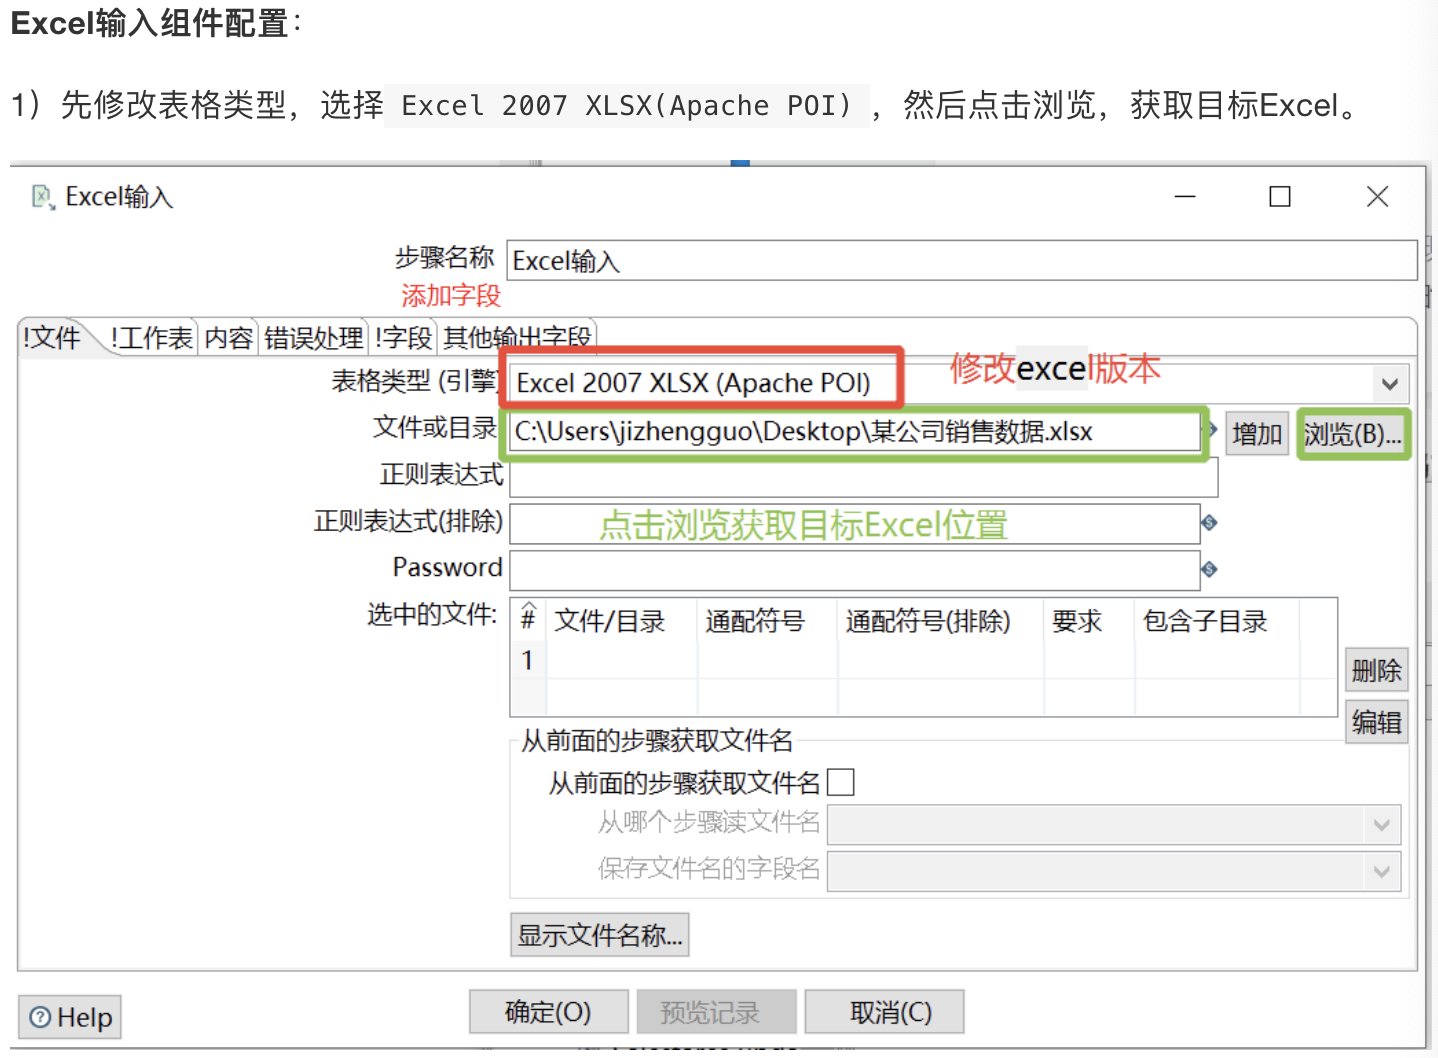 Excel输入组件配置：
1）先修改表格类型，选择 Excel 2007 XLSX(Apache POI) ，然后点击浏览，获取目标Excel。
Excel输入
步骤名称 Excel输入
添加字段
!文件 !工作表 内容 错误处理 !字段 其他输出字段
表格类型 (引擎) Excel 2007 XLSX (Apache POI) 修改excel版本
文件或目录 C:\Users\jizhengguo\Desktop\某公司销售数据.xlsx 增加 浏览(B)...
正则表达式
正则表达式(排除) 点击浏览获取目标Excel位置
Password
选中的文件: # 文件/目录 通配符号 通配符号(排除) 要求 包含子目录
1
删除
编辑
从前面的步骤获取文件名
从前面的步骤获取文件名
从哪个步骤读文件名
保存文件名的字段名
显示文件名称...
Help 确定(O) 预览记录 取消(C)